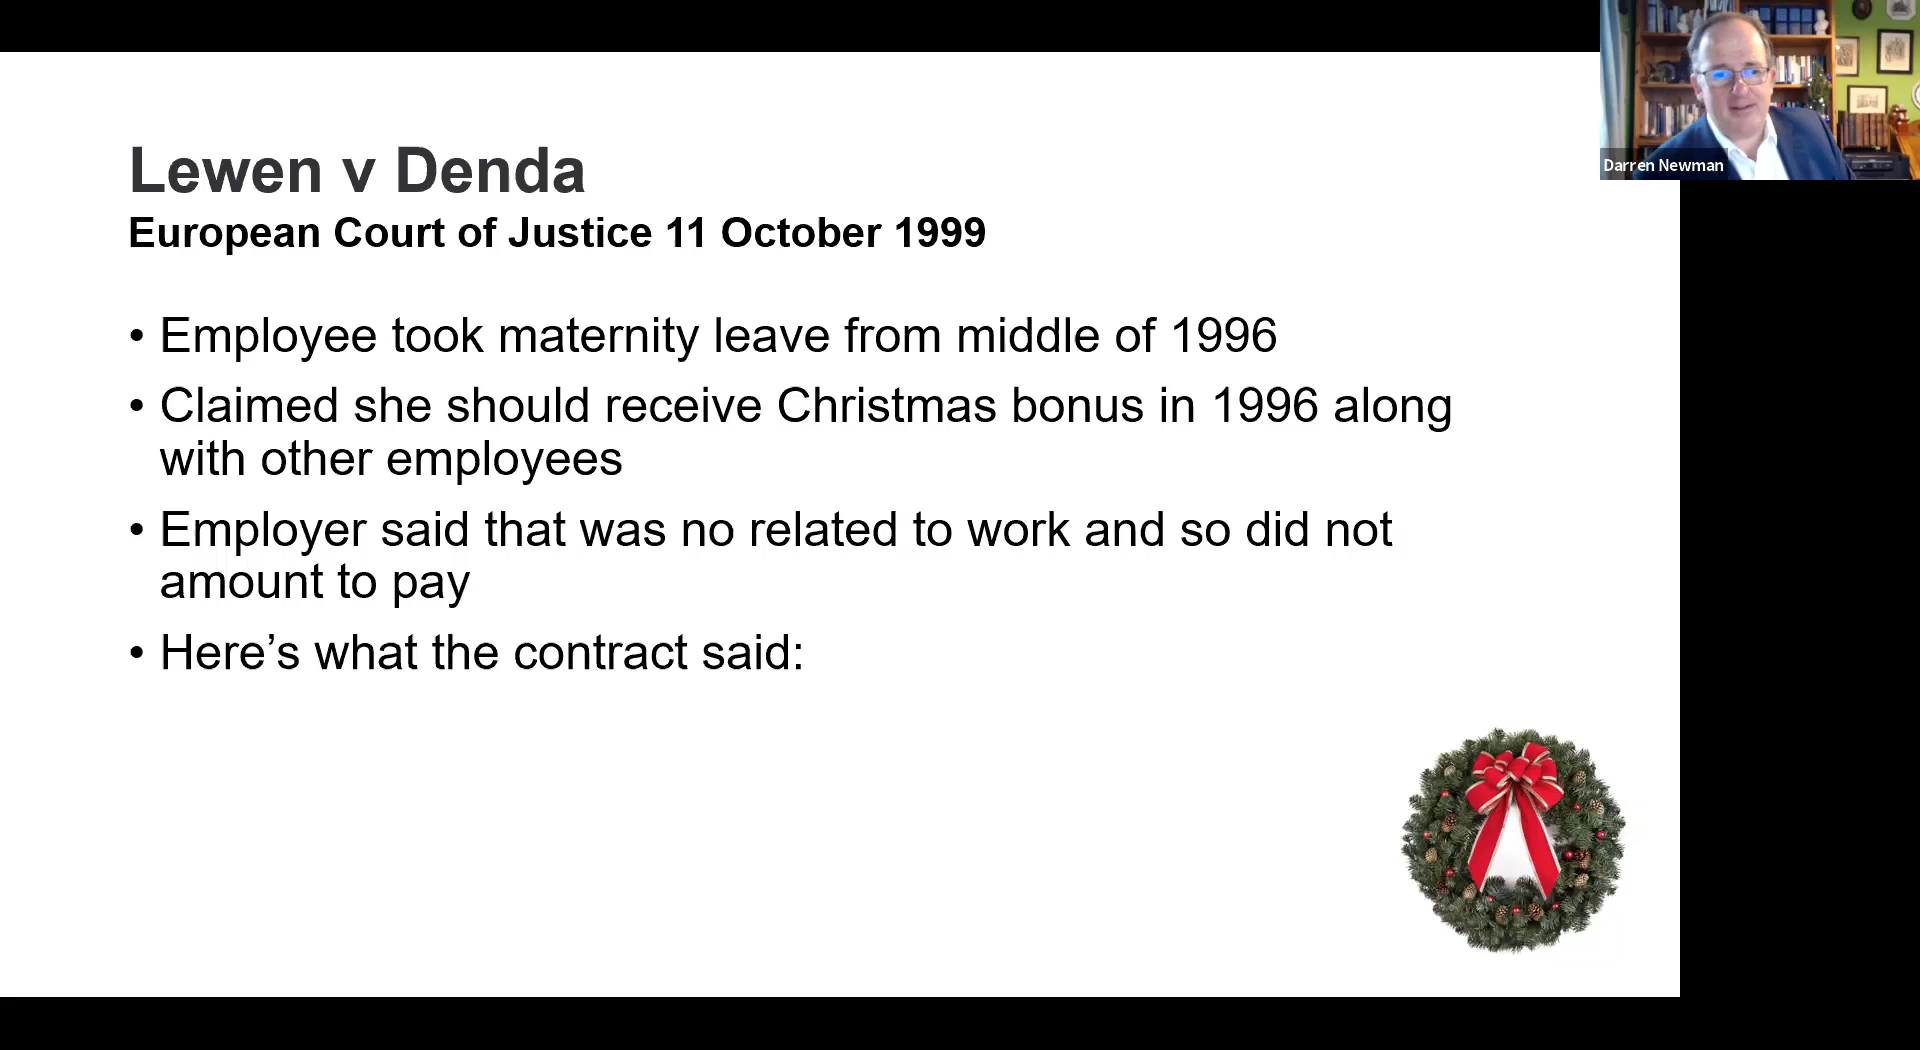 Lewen v Denda
European Court of Justice 11 October 1999
• Employee took maternity leave from middle of 1996
• Claimed she should receive Christmas bonus in 1996 along
with other employees
• Employer said that was no related to work and so did not
amount to pay
• Here’s what the contract said:
Darren Newman